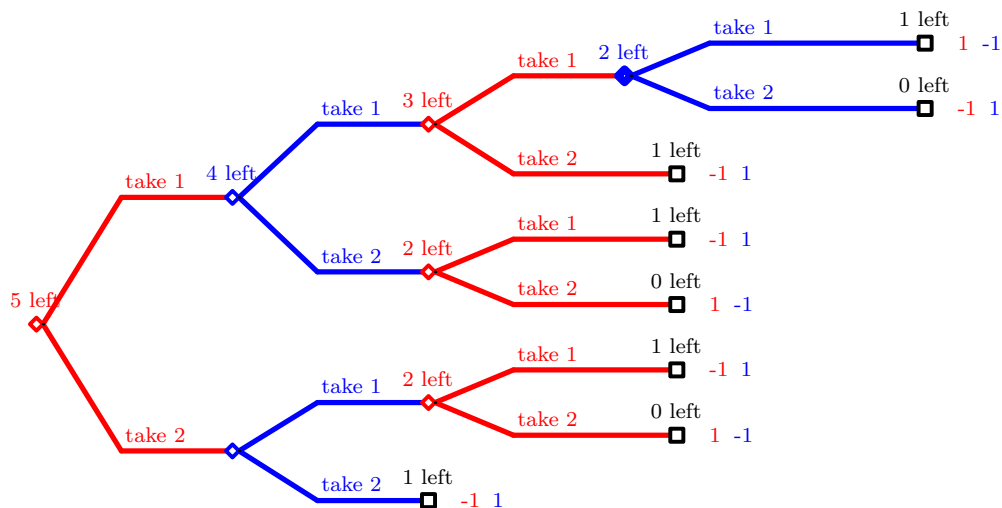 1 left
take 1
1 -1
2 left
take 1
0 left
take 2
-1 1
3 left
take 1
1 left
take 2
-1 1
4 left
take 1
1 left
take 1
-1 1
2 left
take 2
0 left
take 2
1 -1
5 left
1 left
take 1
-1 1
2 left
take 1
0 left
take 2
1 -1
take 2
1 left
take 2
-1 1